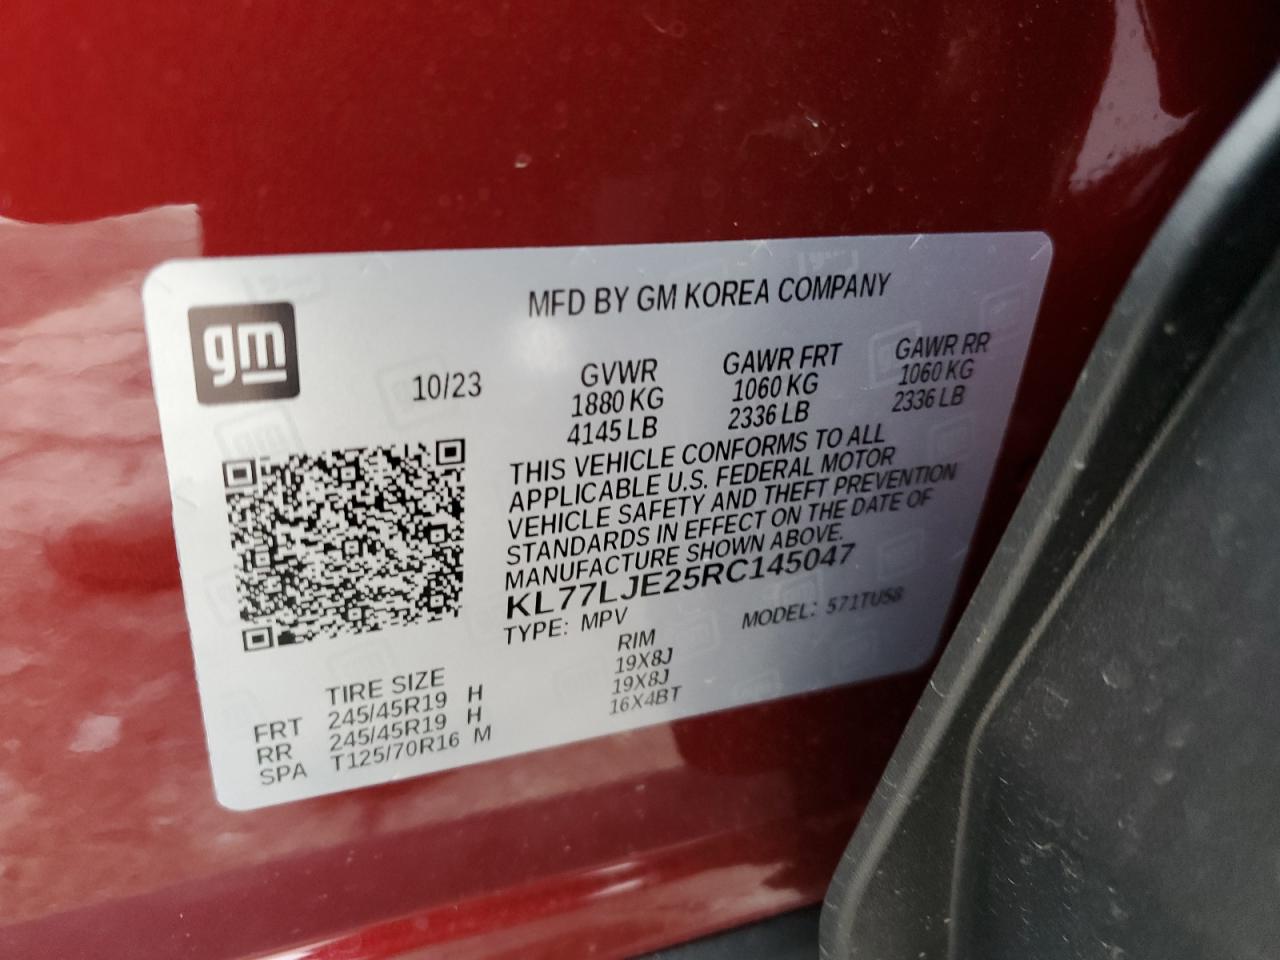 gm
MFD BY GM KOREA COMPANY
10/23
GVWR GAWR FRT GAWR RR
1880 KG 1060 KG 1060 KG
4145 LB 2336 LB 2336 LB
THIS VEHICLE CONFORMS TO ALL
APPLICABLE U.S. FEDERAL MOTOR
VEHICLE SAFETY AND THEFT PREVENTION
STANDARDS IN EFFECT ON THE DATE OF
MANUFACTURE SHOWN ABOVE.
KL77LJE25RC145047
TYPE: MPV MODEL: 571TU58
TIRE SIZE RIM
FRT 245/45R19 H 19X8J
RR 245/45R19 H 19X8J
SPA T125/70R16 M 16X4BT